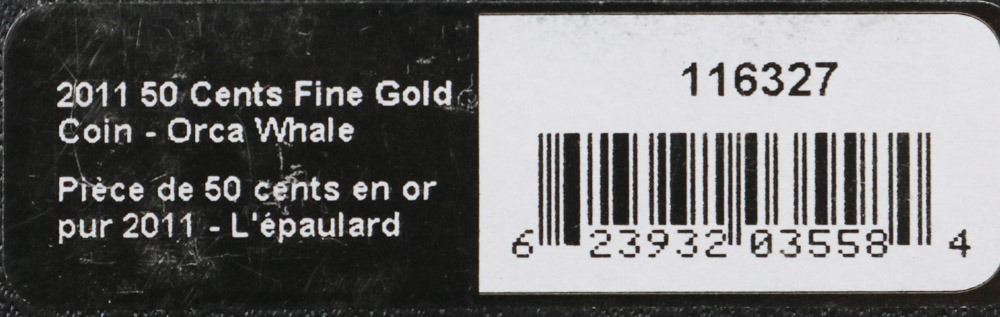 2011 50 Cents Fine Gold
Coin - Orca Whale
Pièce de 50 cents en or
pur 2011 - L'épaulard
116327
6 23932 03558 4